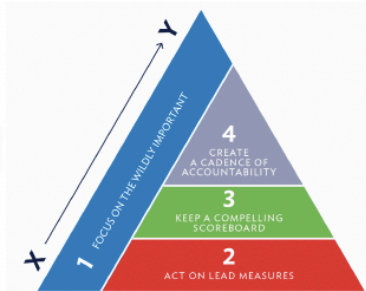 Y
X
1 FOCUS ON THE WILDLY IMPORTANT
4
CREATE
A CADENCE OF
ACCOUNTABILITY
3
KEEP A COMPELLING
SCOREBOARD
2
ACT ON LEAD MEASURES